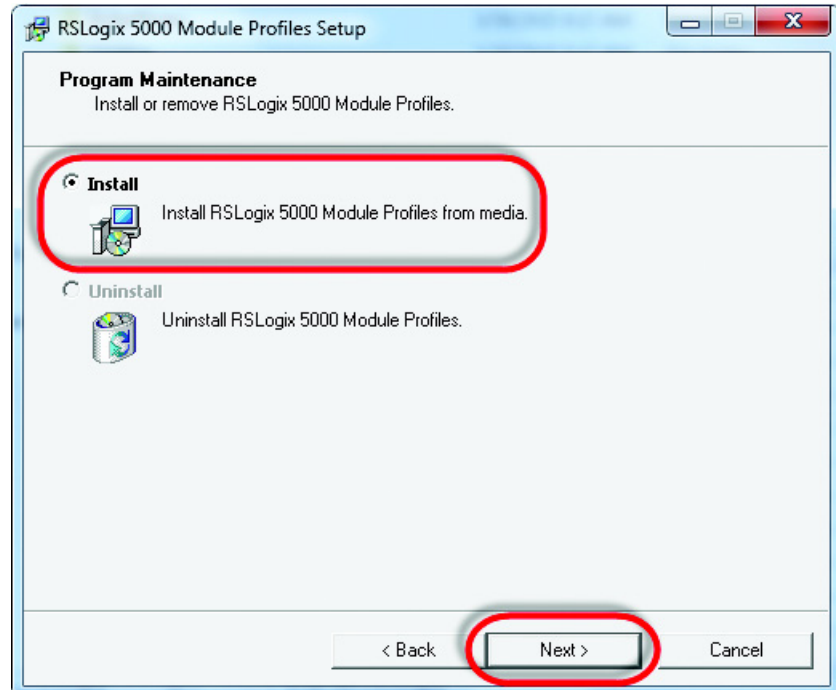 RSLogix 5000 Module Profiles Setup
Program Maintenance
Install or remove RSLogix 5000 Module Profiles.
Install
Install RSLogix 5000 Module Profiles from media.
Uninstall
Uninstall RSLogix 5000 Module Profiles.
< Back
Next >
Cancel